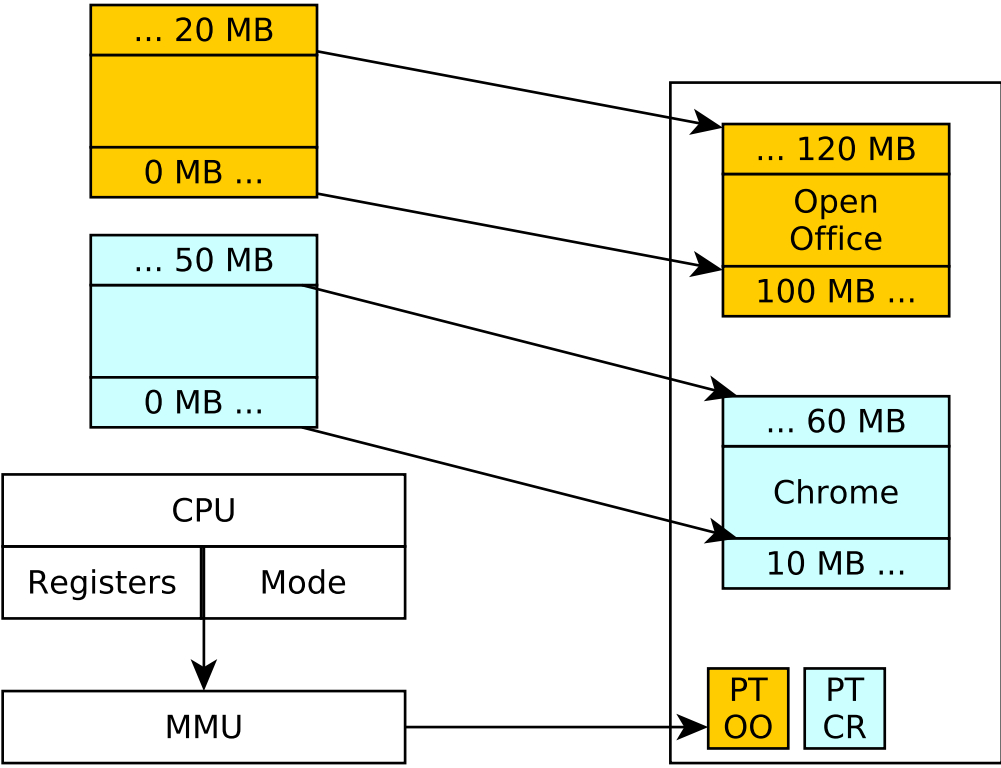 ... 20 MB
0 MB ...
... 50 MB
0 MB ...
CPU
Registers
Mode
MMU
... 120 MB
Open
Office
100 MB ...
... 60 MB
Chrome
10 MB ...
PT
OO
PT
CR